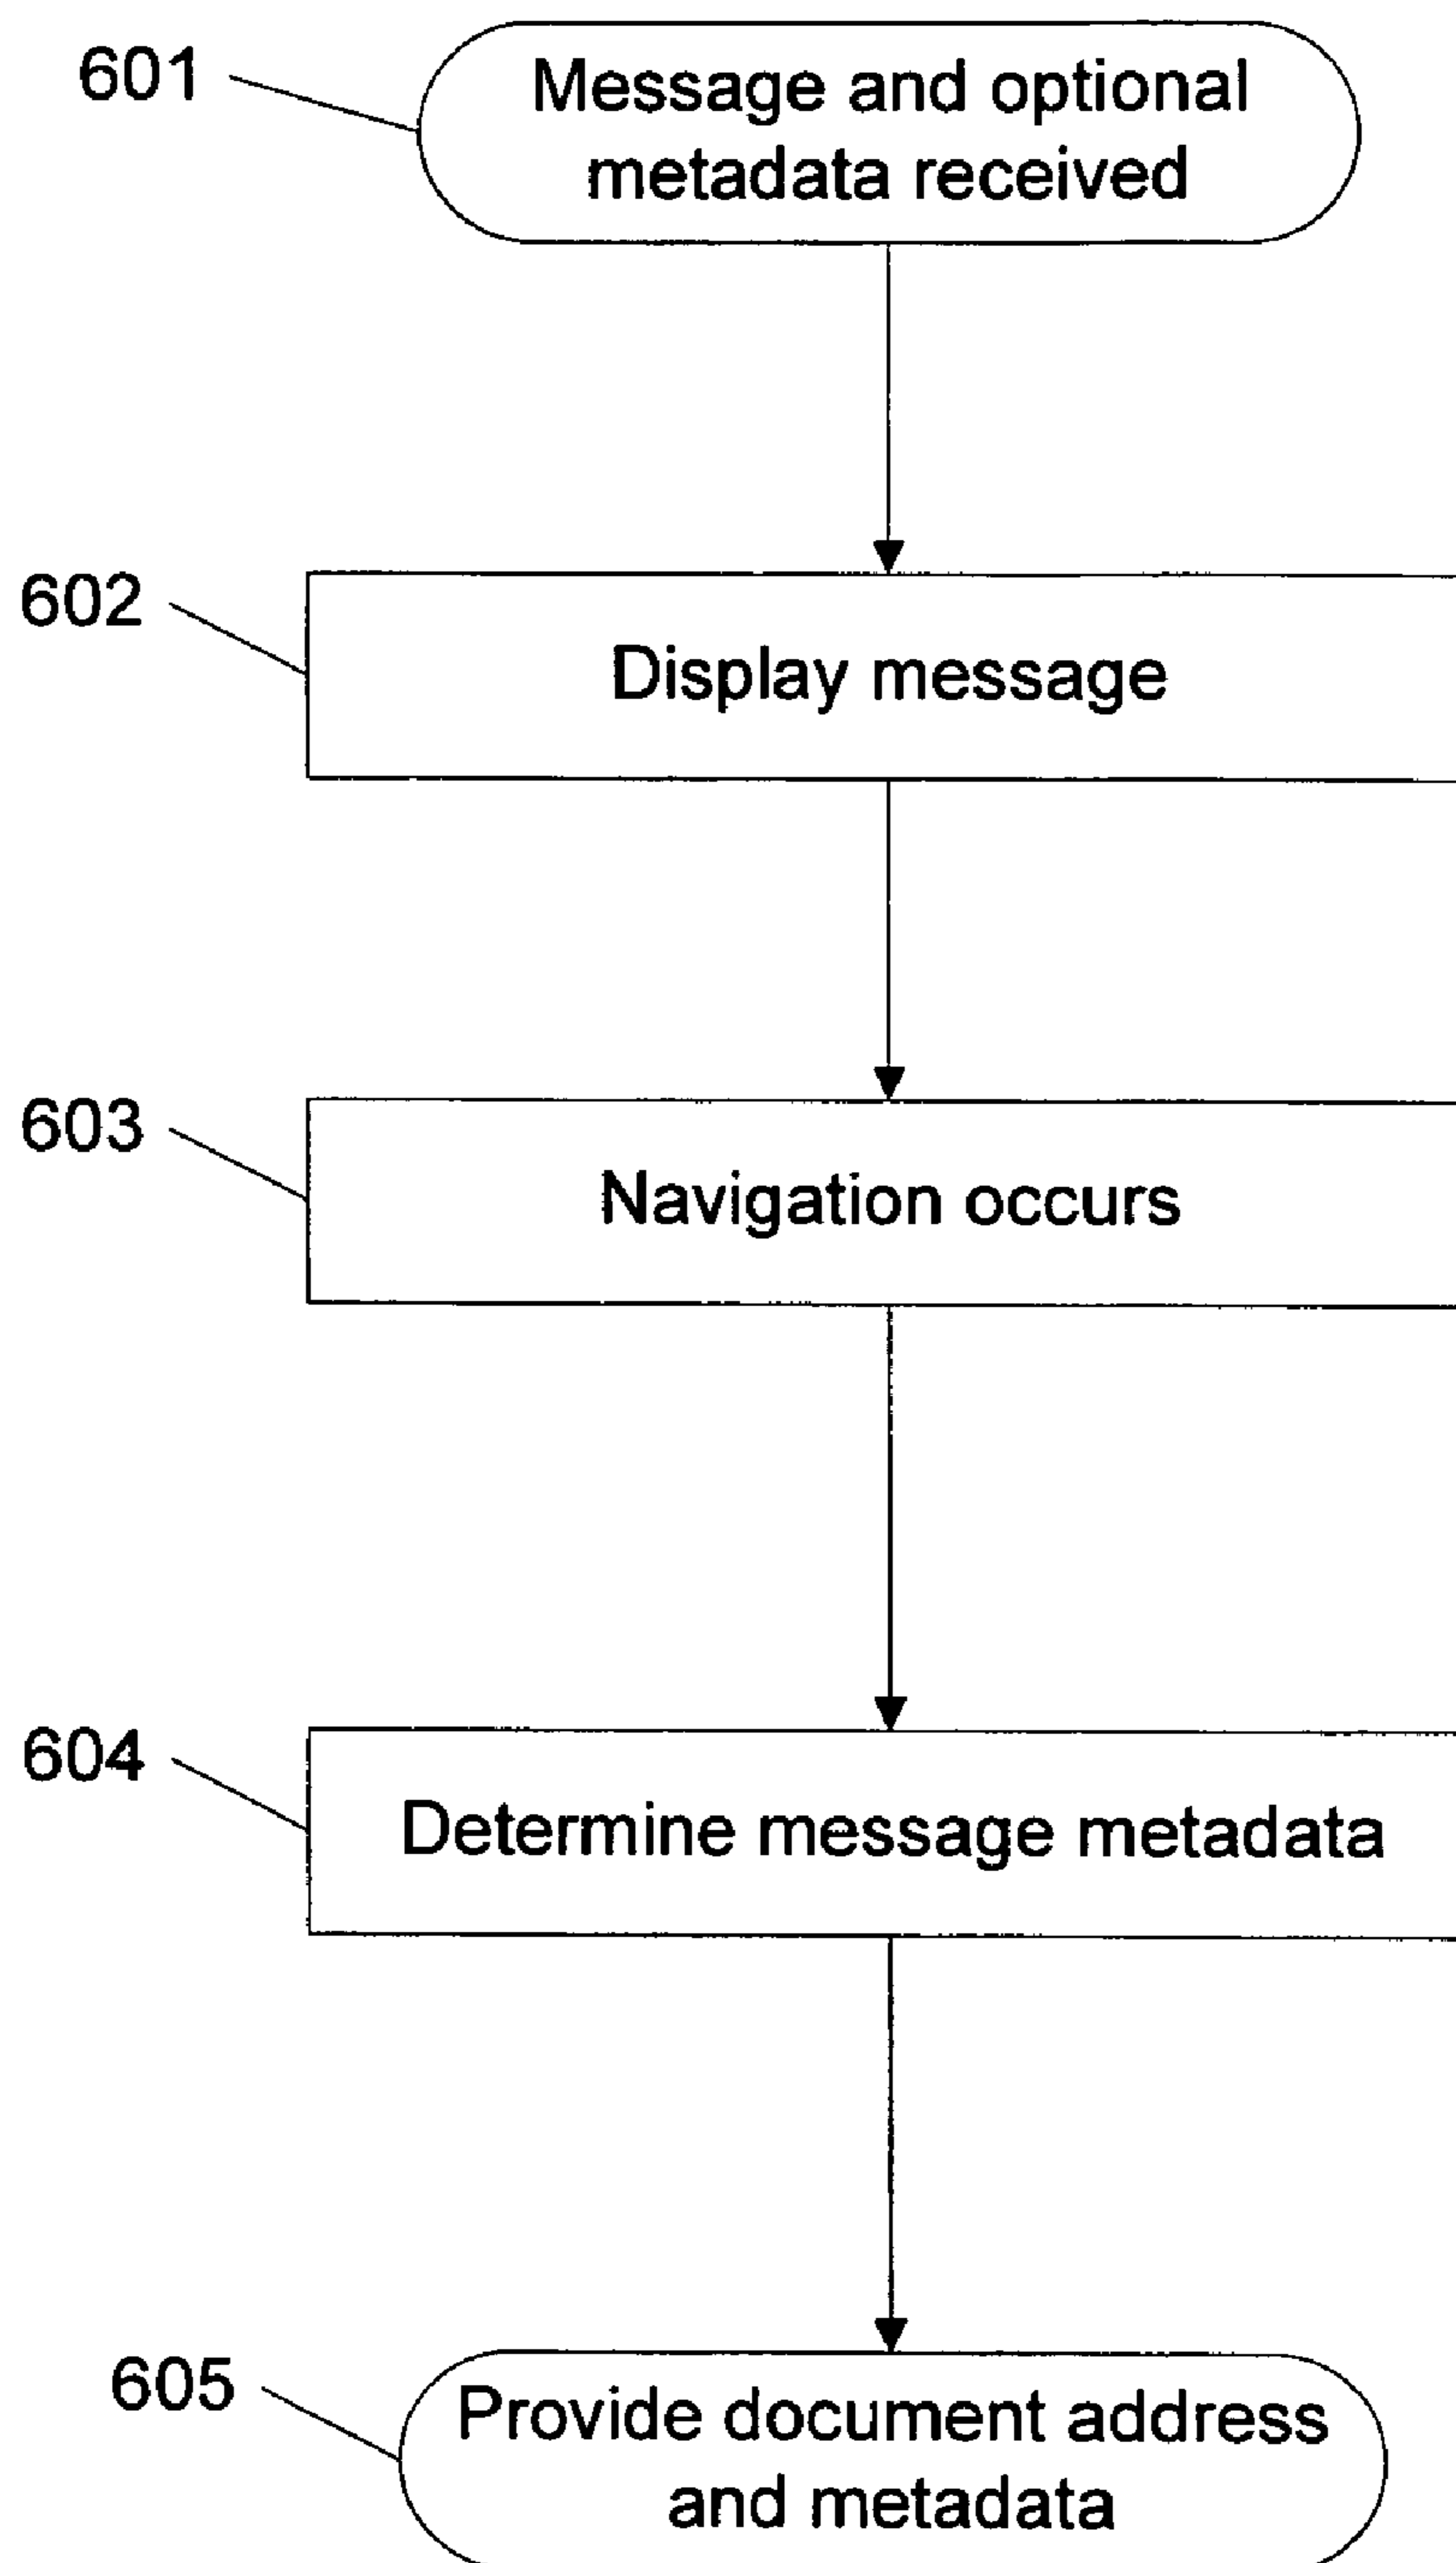 601
Message and optional
metadata received
602
Display message
603
Navigation occurs
604
Determine message metadata
605
Provide document address
and metadata